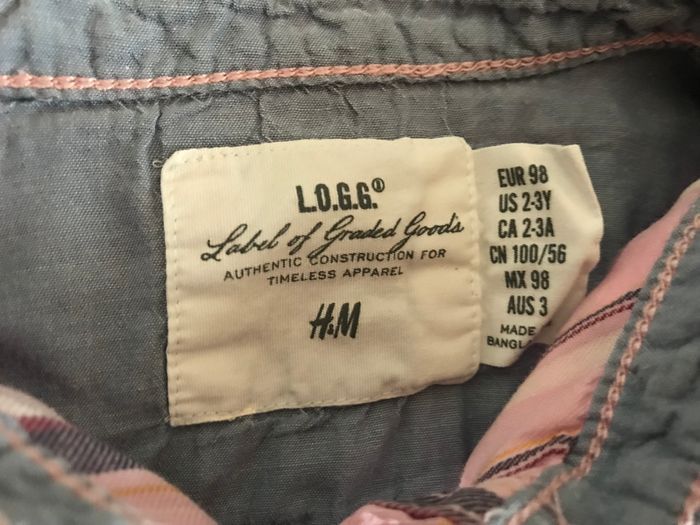 L.O.G.G.®
Label of Graded Goods
AUTHENTIC CONSTRUCTION FOR
TIMELESS APPAREL
H&M
EUR 98
US 2-3Y
CA 2-3A
CN 100/56
MX 98
AUS 3
MADE